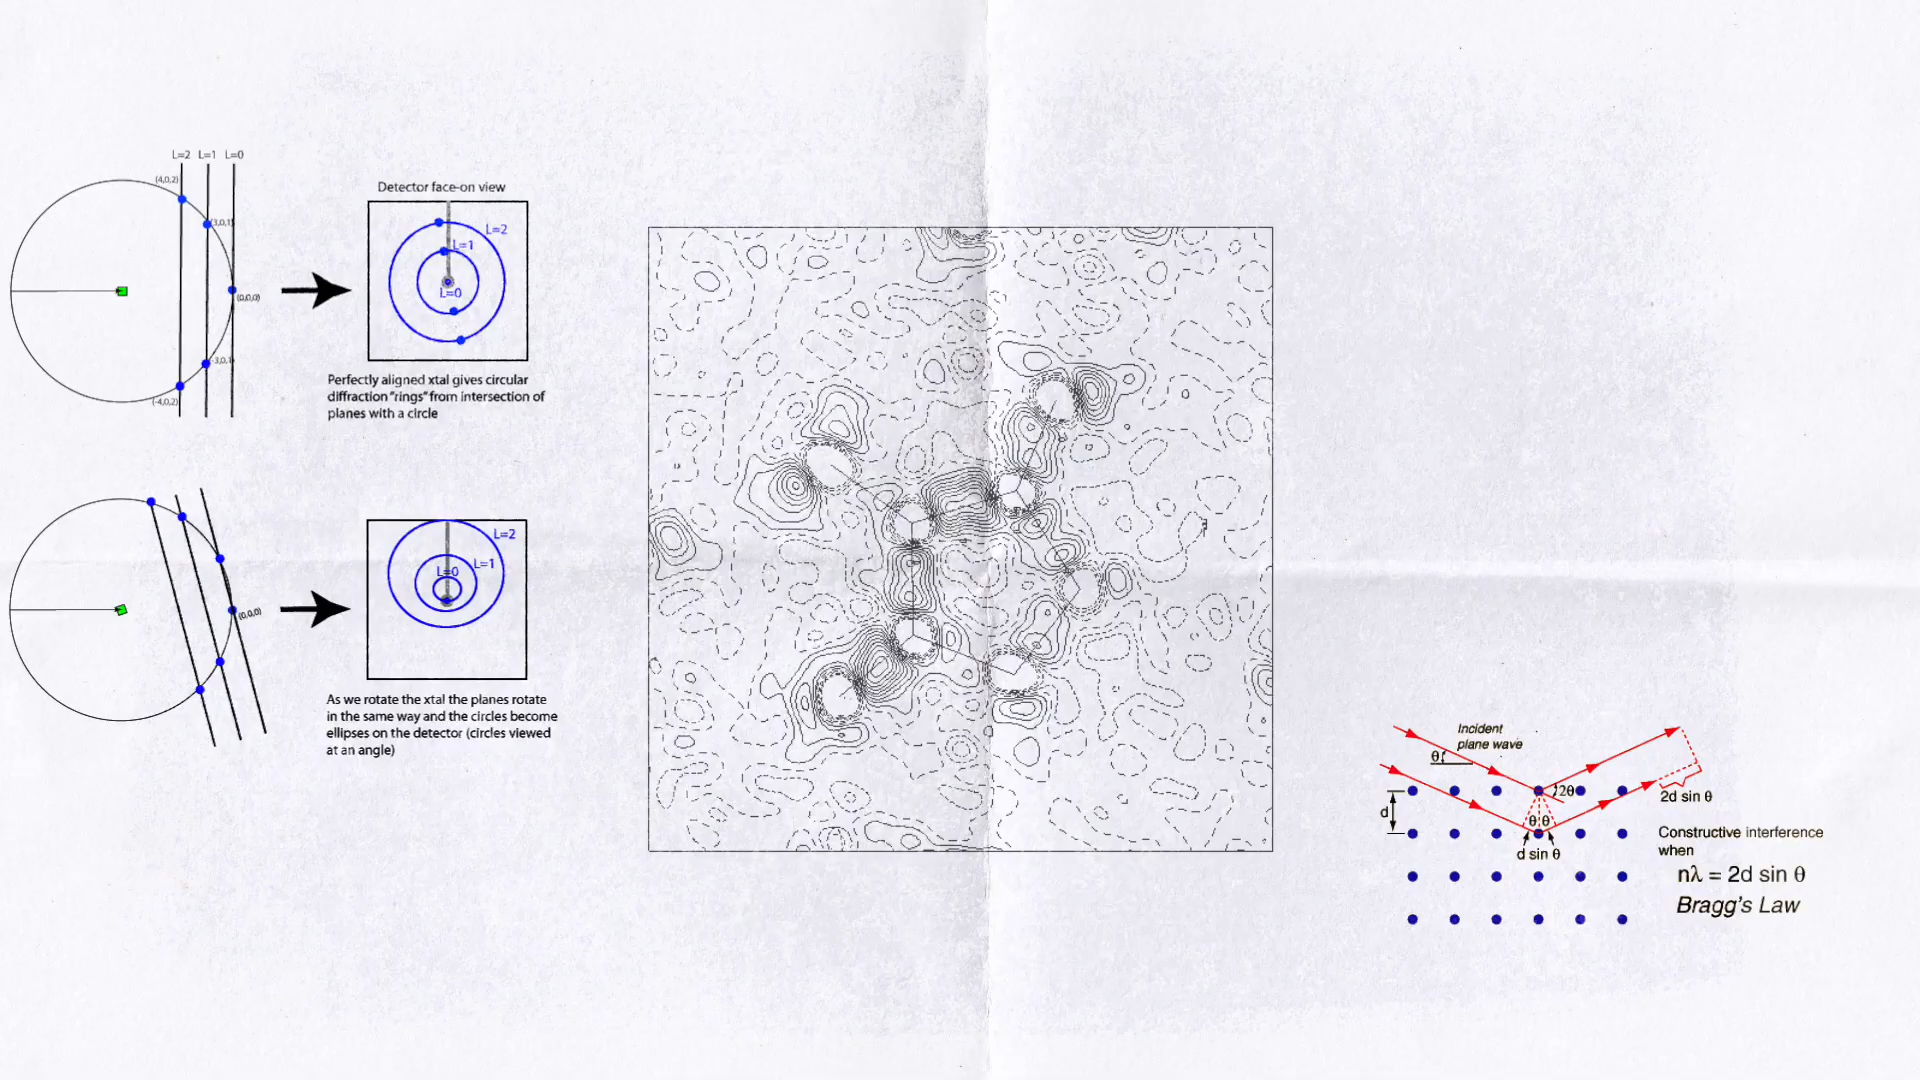 L=2 L=1 L=0
(4,0,2)
(3,0,1)
(0,0,0)
(-3,0,1)
(-4,0,2)
Detector face-on view
L=2
L=1
L=0
Perfectly aligned xtal gives circular
diffraction "rings" from intersection of
planes with a circle
(0,0,0)
L=2
L=1
L=0
As we rotate the xtal the planes rotate
in the same way and the circles become
ellipses on the detector (circles viewed
at an angle)
Incident
plane wave
θ
2θ
d
θ θ
d sin θ
2d sin θ
Constructive interference
when
nλ = 2d sin θ
Bragg's Law